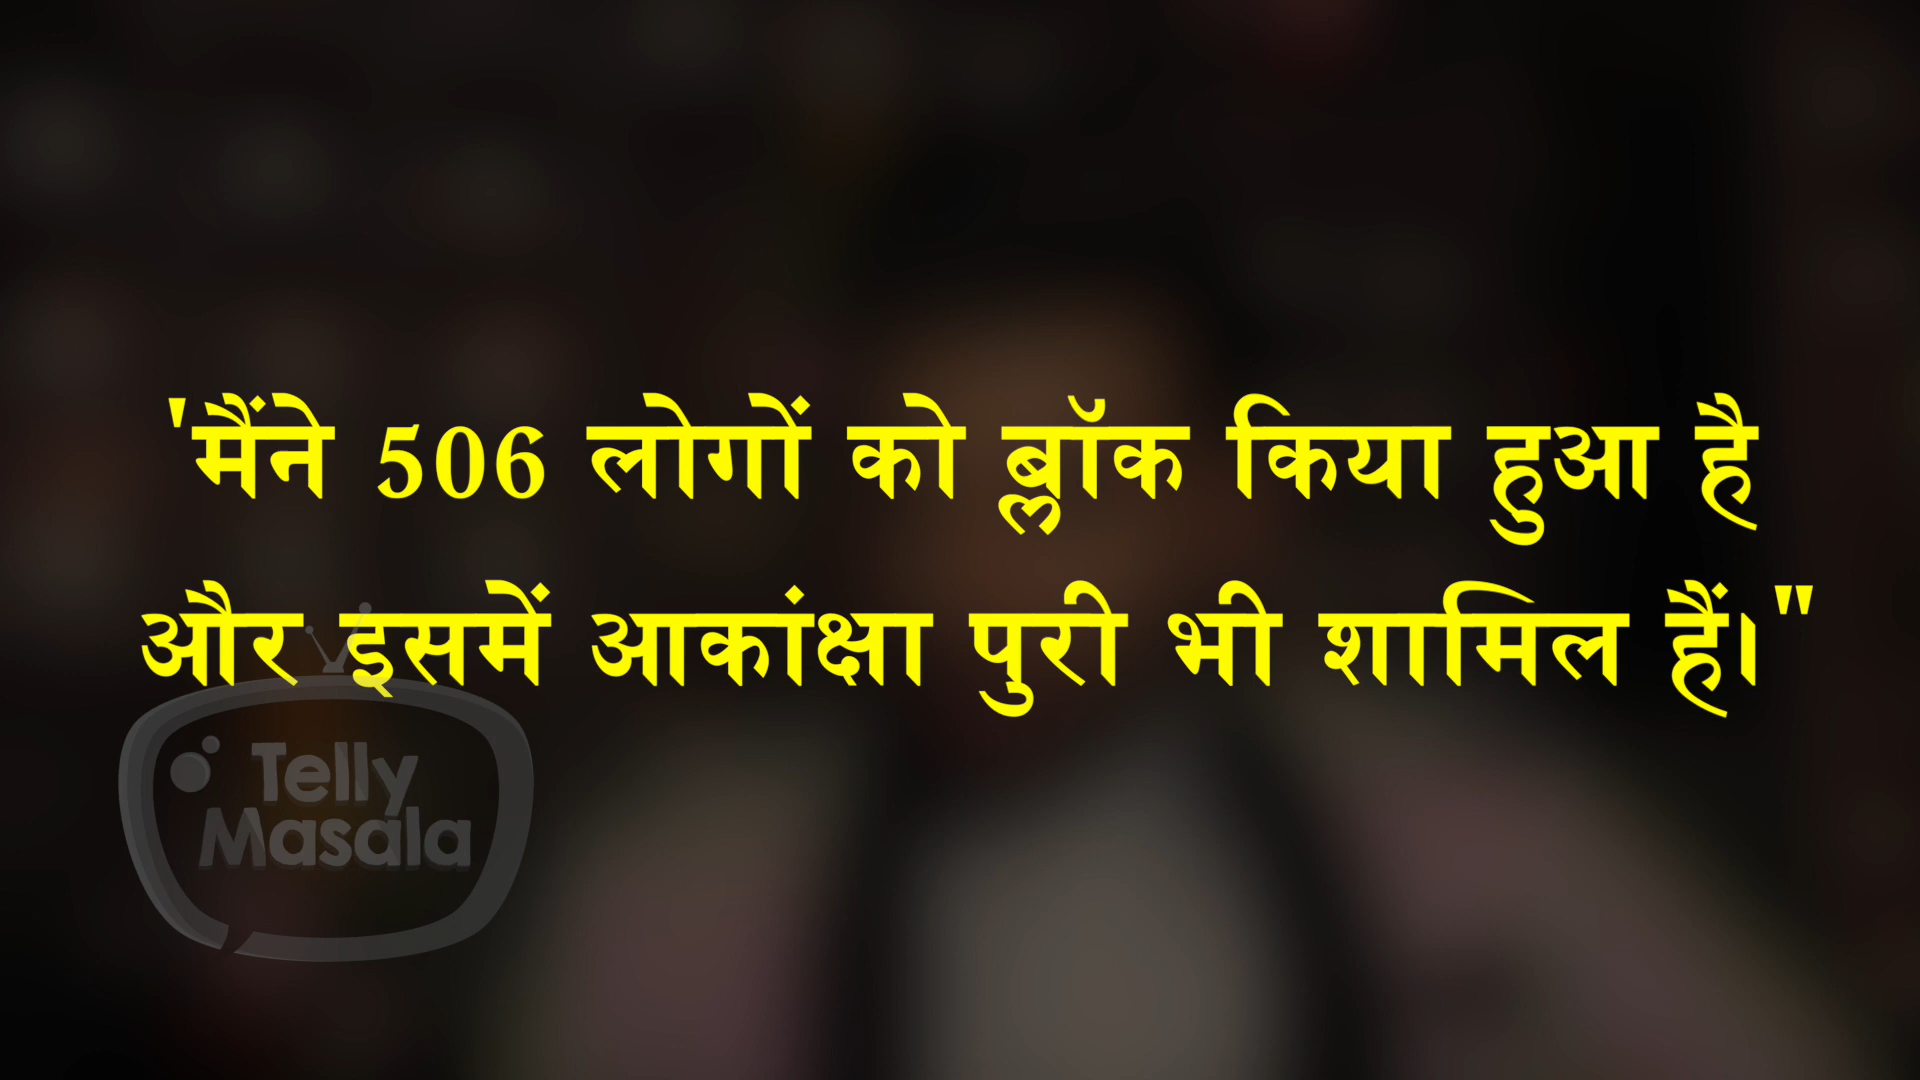 'मैंने 506 लोगों को ब्लॉक किया हुआ है
और इसमें आकांक्षा पुरी भी शामिल हैं।"
Telly
Masala